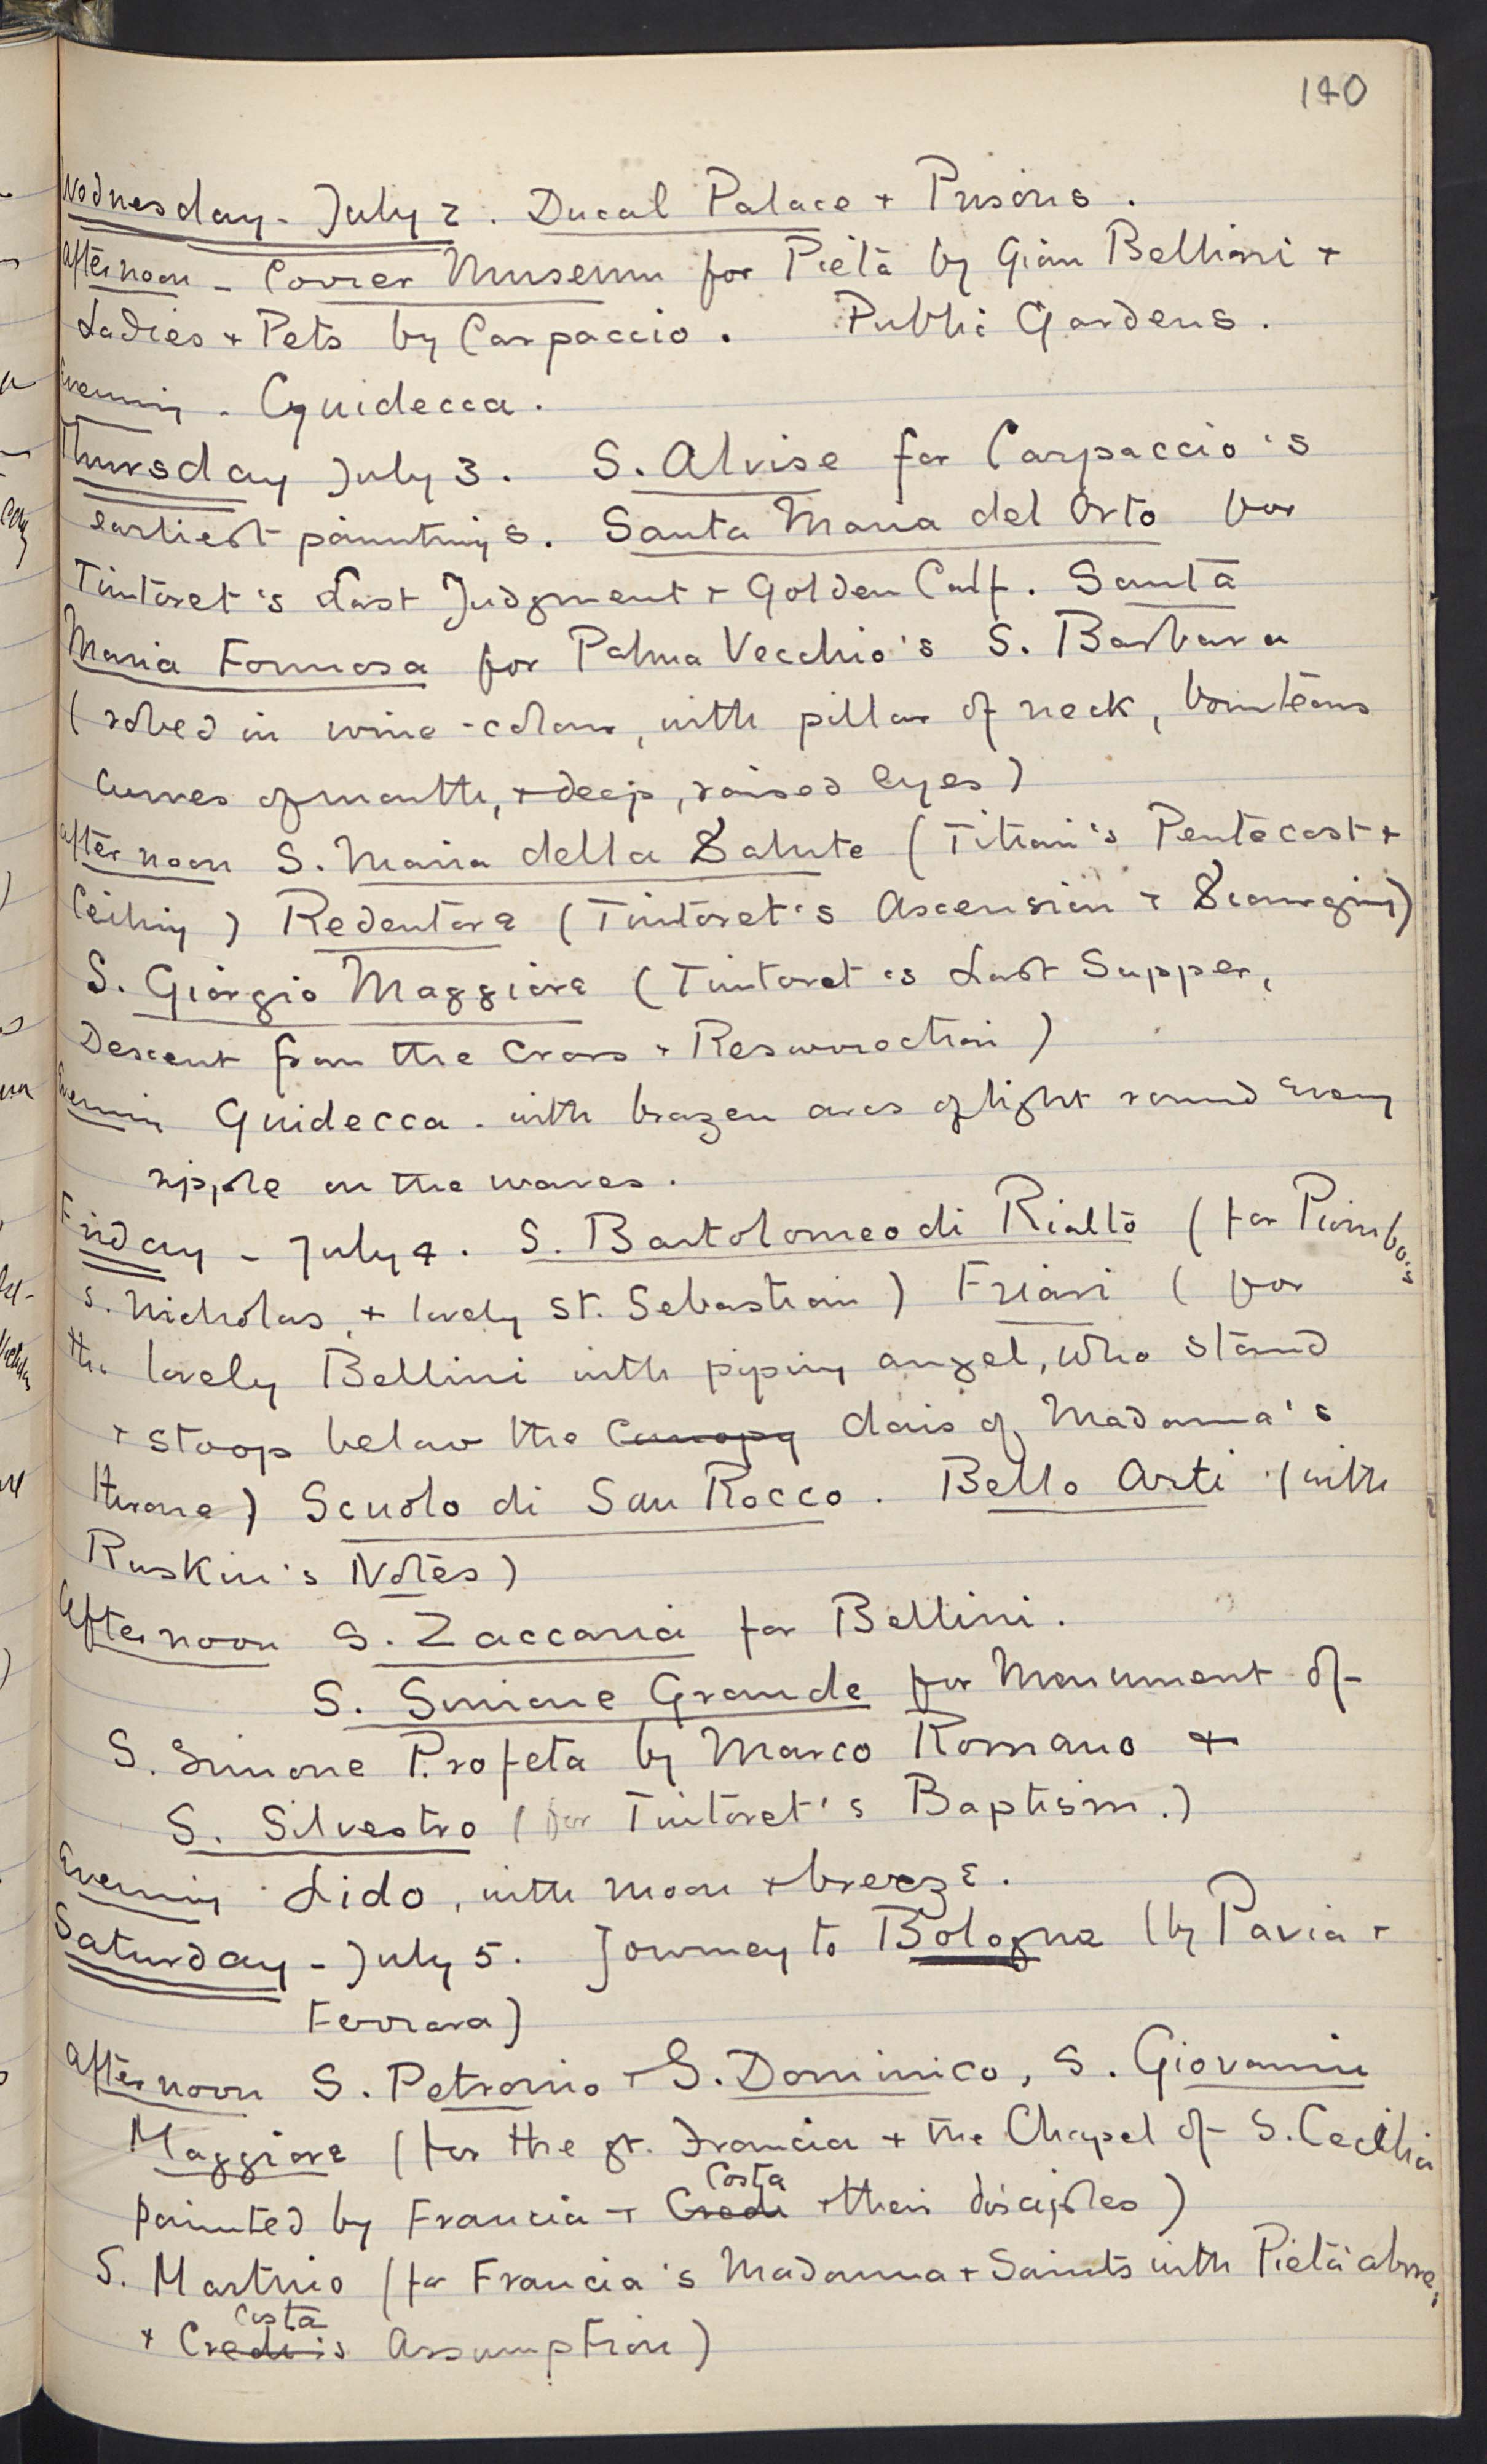 140
Wednesday - July 2. Ducal Palace + Prisons.
Afternoon - Correr Museum for Pietà by Gian Bellini +
Ladies + Pets by Carpaccio. Public Gardens.
Evening - Guidecca.
Thursday July 3. S. Alvise for Carpaccio's
earliest paintings. Santa Maria del Orto for
Tintoret's Last Judgment + Golden Calf. Santa
Maria Formosa for Palma Vecchio's S. Barbara
(robed in wine-colour, with pillar of neck, bounteous
curves of mouth, + deep, raised eyes)
Afternoon S. Maria della Salute (Titian's Pentecost +
Ceiling) Redentore (Tintoret's Ascension + Scourging)
S. Giorgio Maggiore (Tintoret's Last Supper,
Descent from the Cross + Resurrection)
Evening Guidecca. with brazen arcs of light round every
ripple on the waves.
Friday - July 4. S. Bartolomeo di Rialto (for Piombo's
S. Nicholas, + lovely St. Sebastian) Friari (for
the lovely Bellini with piping angel, who stand
+ stoop below the Canopy dais of Madonna's
throne) Scuolo di San Rocco. Bello Arti (with
Ruskin's Notes)
Afternoon S. Zaccaria for Bellini.
S. Simone Grande for Monument of
S. Simone Profeta by Marco Romano +
S. Silvestro (for Tintoret's Baptism.)
Evening Lido, with moon + breeze.
Saturday - July 5. Journey to Bologna (by Pavia +
Ferrara)
Afternoon S. Petronio + S. Dominico, S. Giovanni
Maggiore (for the gt. Francia + the Chapel of S. Cecilia
Costa
painted by Francia + Credi + their disciples)
S. Martino (for Francia's Madonna + Saints with Pietà above,
Costa
+ Credi's Assumption)